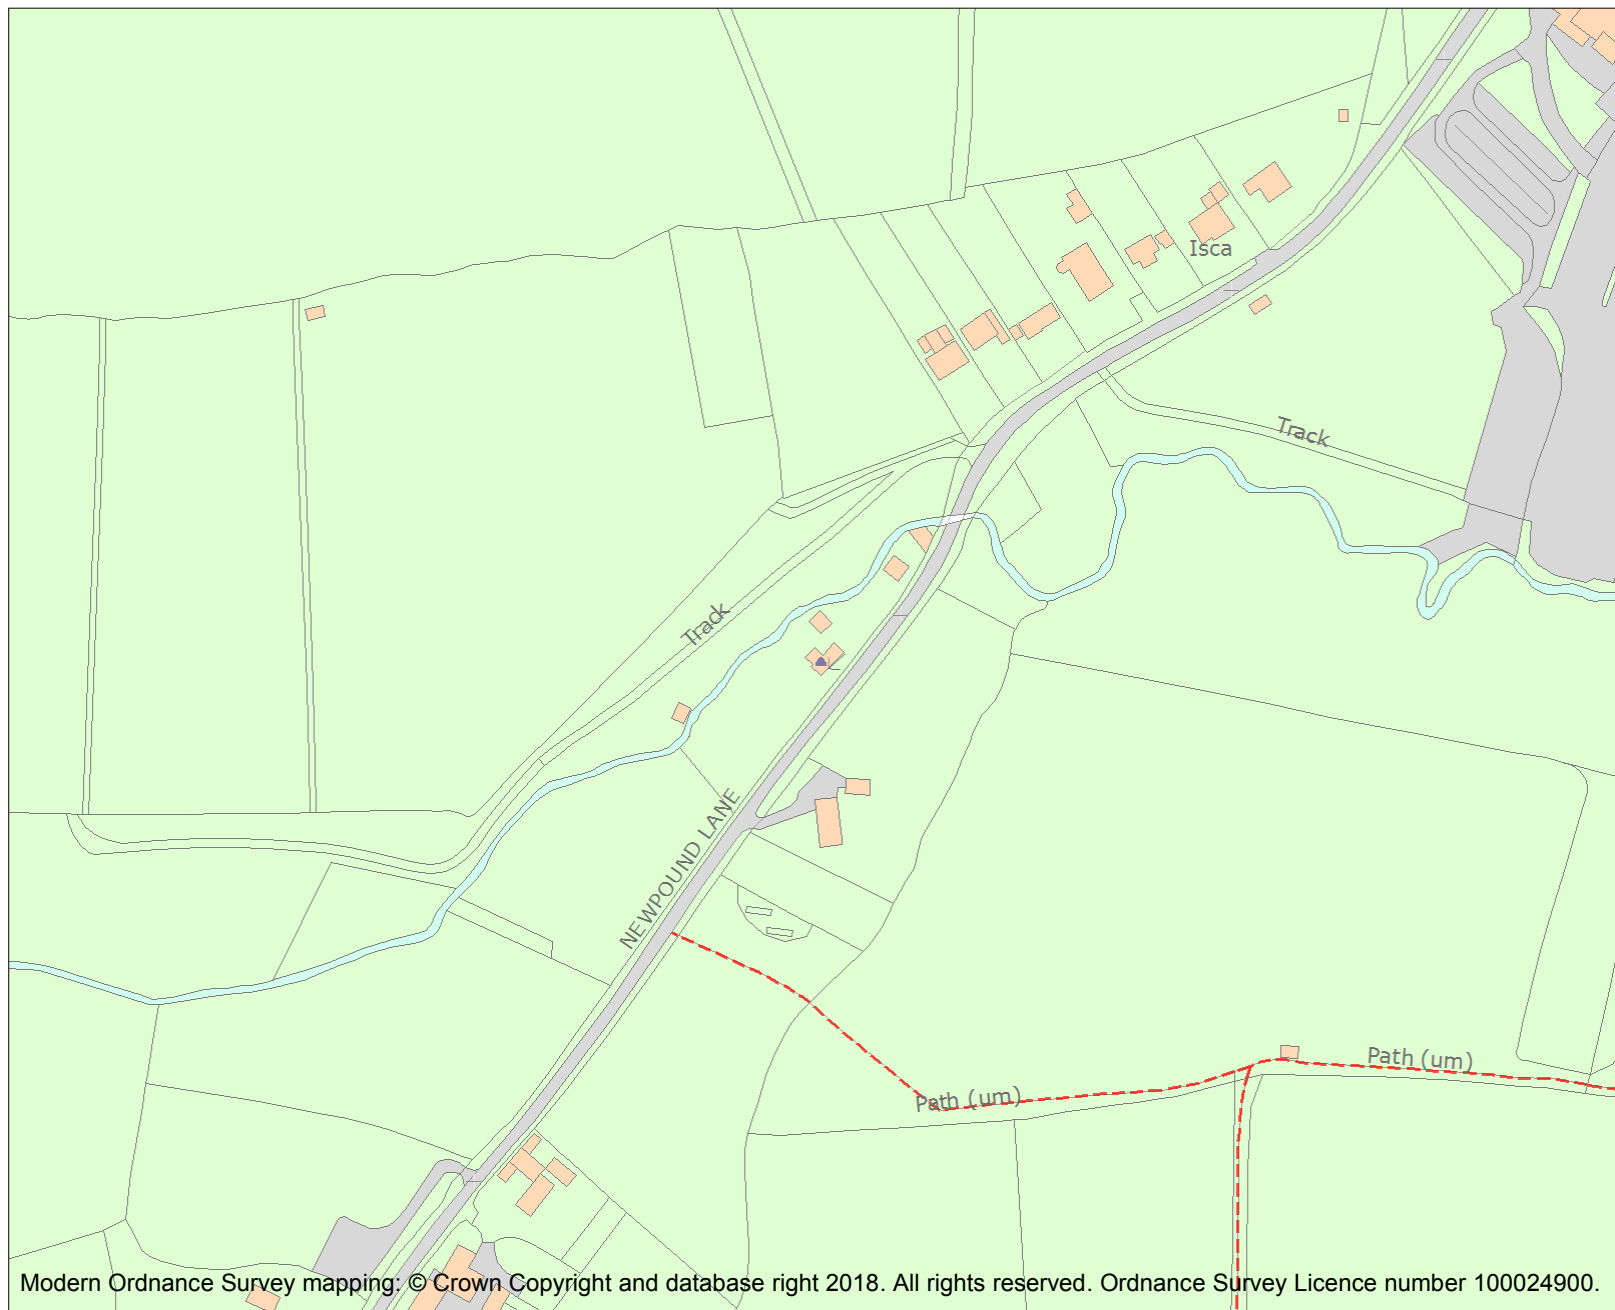 Isca
Track
Track
NEWPOUND LANE
Path (um)
Path (um)
Modern Ordnance Survey mapping: © Crown Copyright and database right 2018. All rights reserved. Ordnance Survey Licence number 100024900.